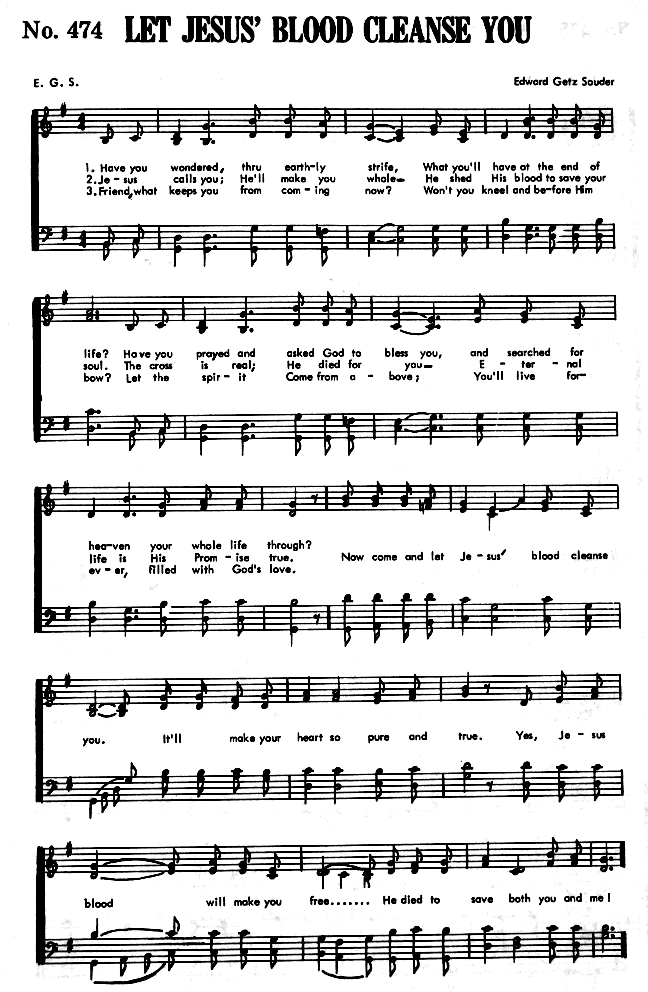 No. 474 LET JESUS' BLOOD CLEANSE YOU
E. G. S. Edward Getz Souder
1. Have you wondered, thru earth-ly strife, What you'll have at the end of
2. Je - sus calls you; He'll make you whole— He shed His blood to save your
3. Friend, what keeps you from com - ing now? Won't you kneel and be-fore Him
life? Have you prayed and asked God to bless you, and searched for
soul. The cross is real; He died for you— E - ter - nal
bow? Let the spir - it Come from a - bove; You'll live for-
hea-ven your whole life through?
life is His Prom - ise true. Now come and let Je - sus' blood cleanse
ev - er, filled with God's love.
you. It'll make your heart so pure and true. Yes, Je - sus
blood will make you free....... He died to save both you and me!